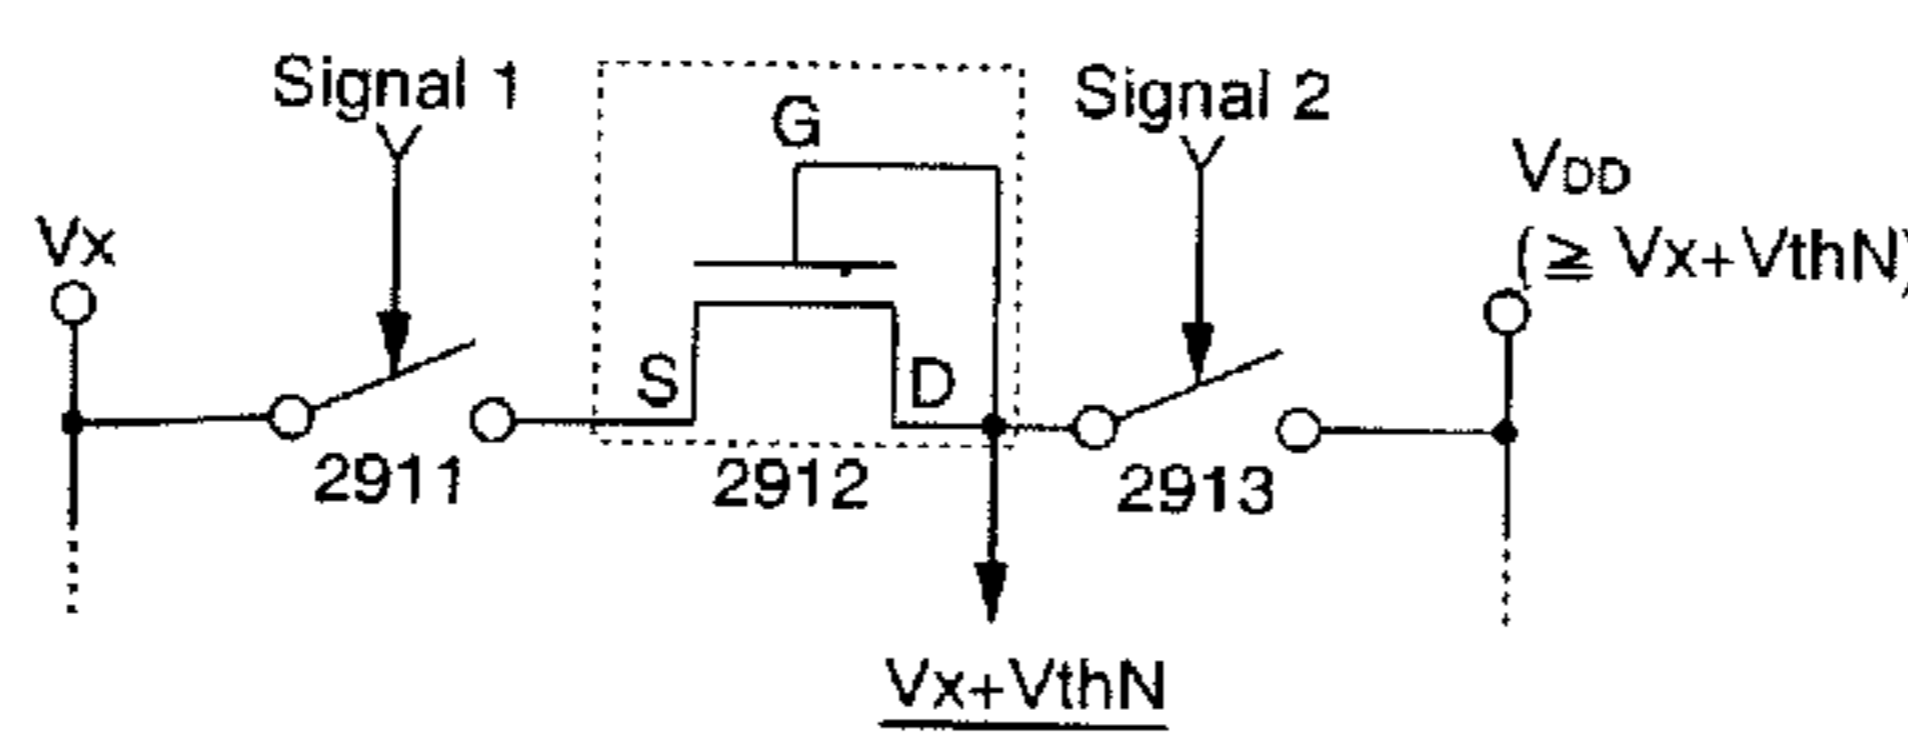 Signal 1
G
Signal 2
VDD
Vx
(≧ Vx+VthN)
S
D
2911
2912
2913
Vx+VthN